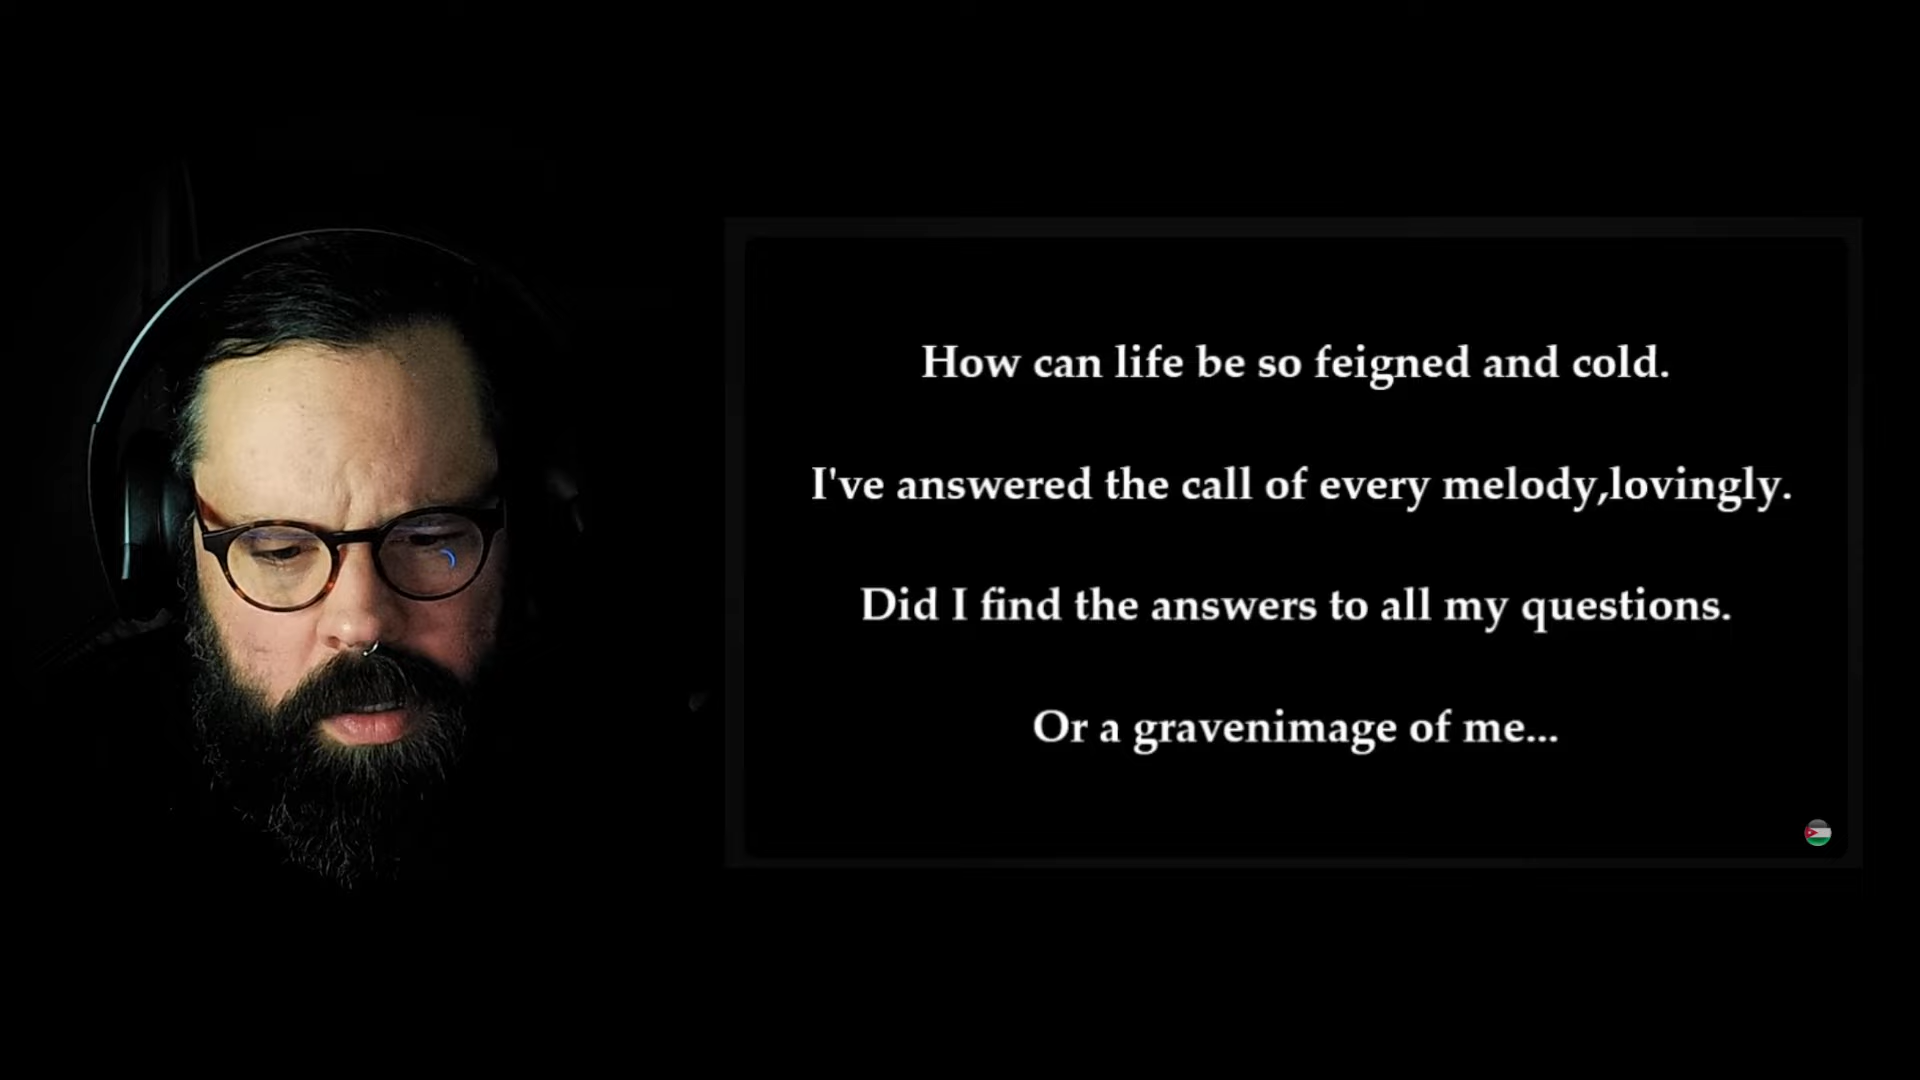 How can life be so feigned and cold.
I've answered the call of every melody,lovingly.
Did I find the answers to all my questions.
Or a gravenimage of me...